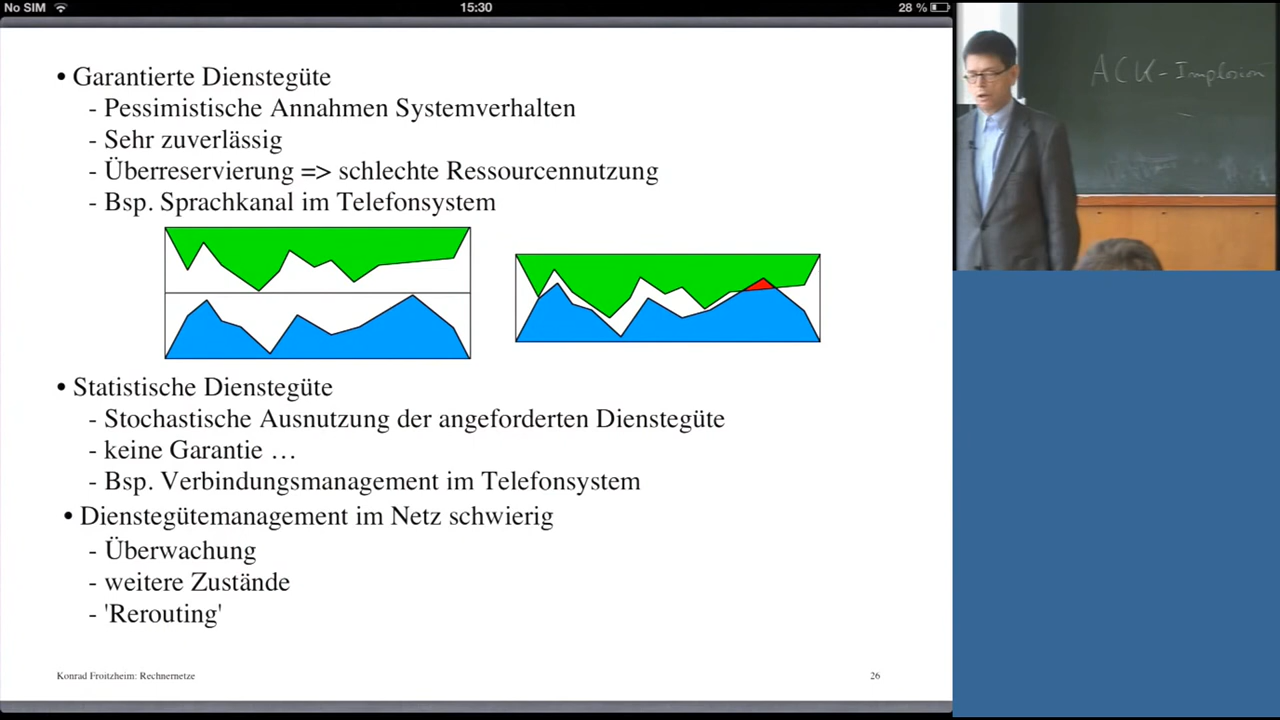 No SIM 15:30 28 %
• Garantierte Dienstegüte
- Pessimistische Annahmen Systemverhalten
- Sehr zuverlässig
- Überreservierung => schlechte Ressourcennutzung
- Bsp. Sprachkanal im Telefonsystem
• Statistische Dienstegüte
- Stochastische Ausnutzung der angeforderten Dienstegüte
- keine Garantie …
- Bsp. Verbindungsmanagement im Telefonsystem
• Dienstegütemanagement im Netz schwierig
- Überwachung
- weitere Zustände
- 'Rerouting'
Konrad Froitzheim: Rechnernetze 26
ACK-Implosion